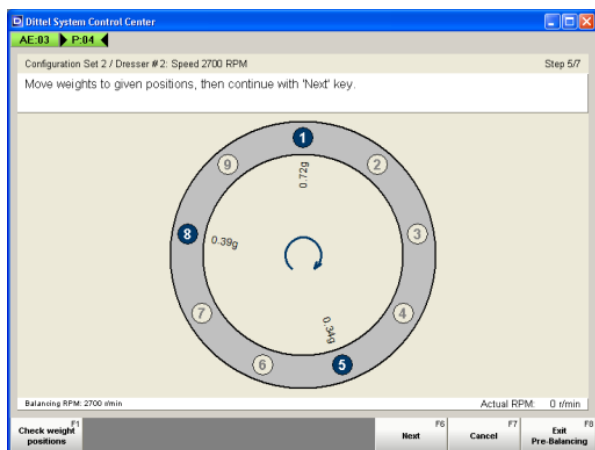 Dittel System Control Center
AE:03 P:04
Configuration Set 2 / Dresser # 2: Speed 2700 RPM Step 5/7
Move weights to given positions, then continue with 'Next' key.
1
9 2
0.72g
8 3
0.39g
7 4
0.34g
6 5
Balancing RPM: 2700 r/min Actual RPM: 0 r/min
F1 F6 F7 F8
Check weight positions Next Cancel Exit Pre-Balancing